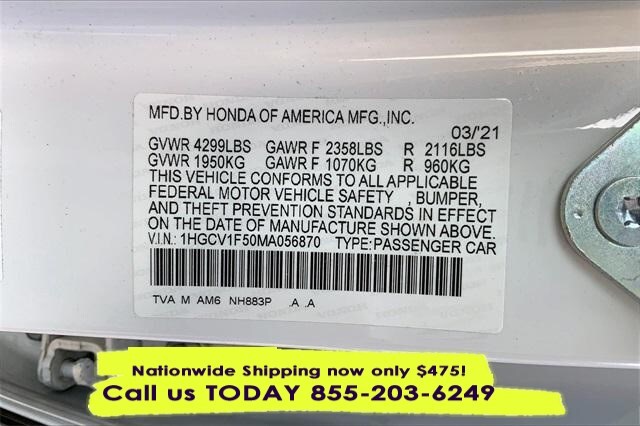 MFD.BY HONDA OF AMERICA MFG.,INC.
03/'21
GVWR 4299LBS GAWR F 2358LBS R 2116LBS
GVWR 1950KG GAWR F 1070KG R 960KG
THIS VEHICLE CONFORMS TO ALL APPLICABLE
FEDERAL MOTOR VEHICLE SAFETY , BUMPER,
AND THEFT PREVENTION STANDARDS IN EFFECT
ON THE DATE OF MANUFACTURE SHOWN ABOVE.
V.I.N.: 1HGCV1F50MA056870 TYPE:PASSENGER CAR
TVA M AM6 NH883P .A .A
Nationwide Shipping now only $475!
Call us TODAY 855-203-6249